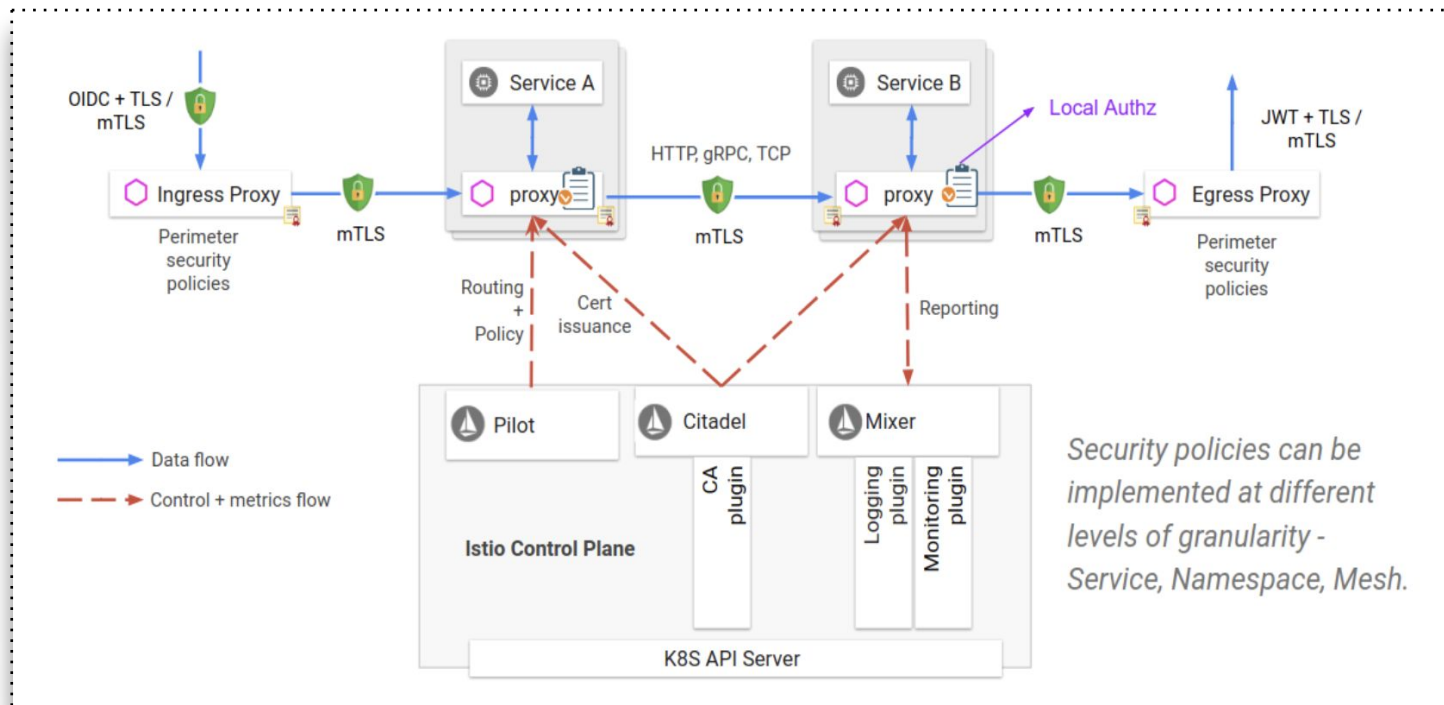 OIDC + TLS /
mTLS
Ingress Proxy
Perimeter
security
policies
mTLS
Service A
proxy
HTTP, gRPC, TCP
mTLS
Service B
proxy
Local Authz
mTLS
JWT + TLS /
mTLS
Egress Proxy
Perimeter
security
policies
Routing
+
Policy
Cert
issuance
Reporting
Pilot
Citadel
Mixer
CA
plugin
Logging
plugin
Monitoring
plugin
Istio Control Plane
K8S API Server
Data flow
Control + metrics flow
Security policies can be
implemented at different
levels of granularity -
Service, Namespace, Mesh.